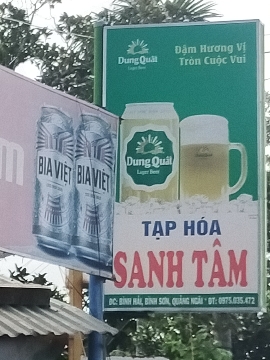 Dung Quất
Lager Beer
Đậm Hương Vị
Tròn Cuộc Vui
Dung Quất
Lager Beer
BIA VIỆT
BIA VIỆT
TẠP HÓA
SANH TÂM
ĐC: BÌNH HẢI, BÌNH SƠN, QUẢNG NGÃI * ĐT: 0975.035.472